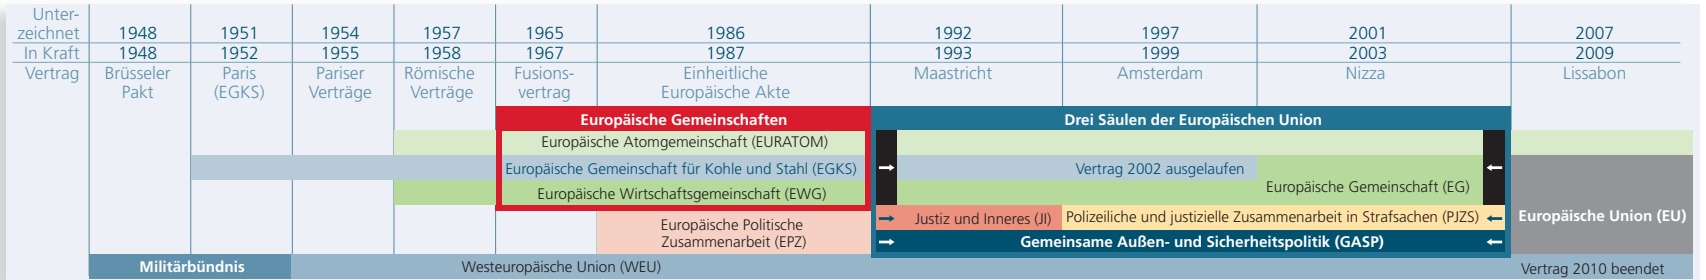 Unter-
zeichnet 1948 1951 1954 1957 1965 1986 1992 1997 2001 2007
In Kraft 1948 1952 1955 1958 1967 1987 1993 1999 2003 2009
Vertrag Brüsseler Paris Pariser Römische Fusions- Einheitliche Maastricht Amsterdam Nizza Lissabon
Pakt (EGKS) Verträge Verträge vertrag Europäische Akte
Europäische Gemeinschaften Drei Säulen der Europäischen Union
Europäische Atomgemeinschaft (EURATOM)
Europäische Gemeinschaft für Kohle und Stahl (EGKS) → Vertrag 2002 ausgelaufen ←
Europäische Wirtschaftsgemeinschaft (EWG) Europäische Gemeinschaft (EG)
Europäische Politische → Justiz und Inneres (JI) Polizeiliche und justizielle Zusammenarbeit in Strafsachen (PJZS) ← Europäische Union (EU)
Zusammenarbeit (EPZ) → Gemeinsame Außen- und Sicherheitspolitik (GASP) ←
Militärbündnis Westeuropäische Union (WEU) Vertrag 2010 beendet